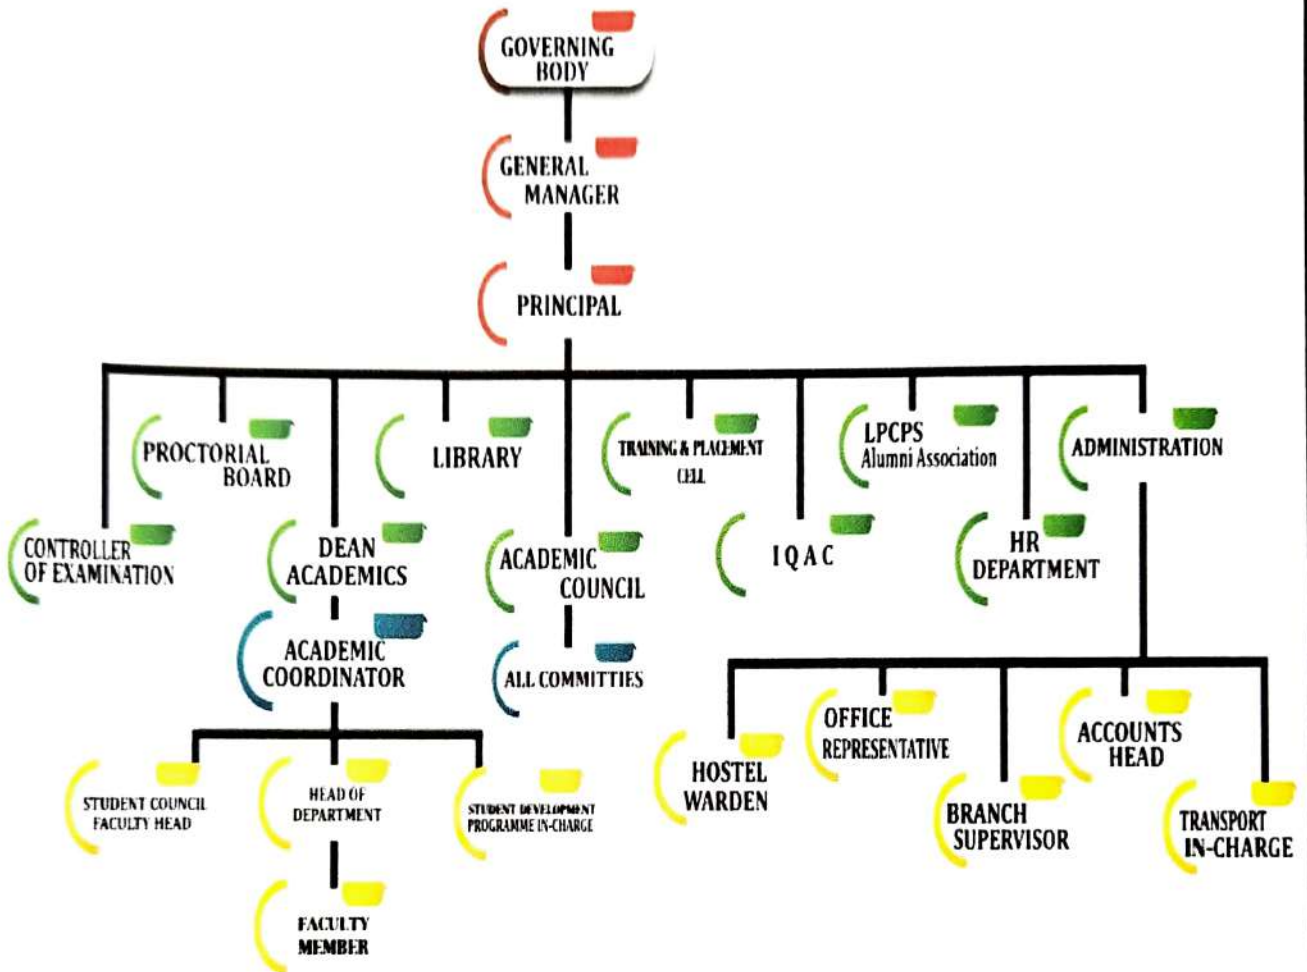 GOVERNING
BODY
GENERAL
MANAGER
PRINCIPAL
PROCTORIAL
BOARD
LIBRARY
TRAINING & PLACEMENT
CELL
LPCPS
Alumni Association
ADMINISTRATION
CONTROLLER
OF EXAMINATION
DEAN
ACADEMICS
ACADEMIC
COUNCIL
IQAC
HR
DEPARTMENT
ACADEMIC
COORDINATOR
ALL COMMITTIES
STUDENT COUNCIL
FACULTY HEAD
HEAD OF
DEPARTMENT
STUDENT DEVELOPMENT
PROGRAMME IN-CHARGE
HOSTEL
WARDEN
OFFICE
REPRESENTATIVE
BRANCH
SUPERVISOR
ACCOUNTS
HEAD
TRANSPORT
IN-CHARGE
FACULTY
MEMBER